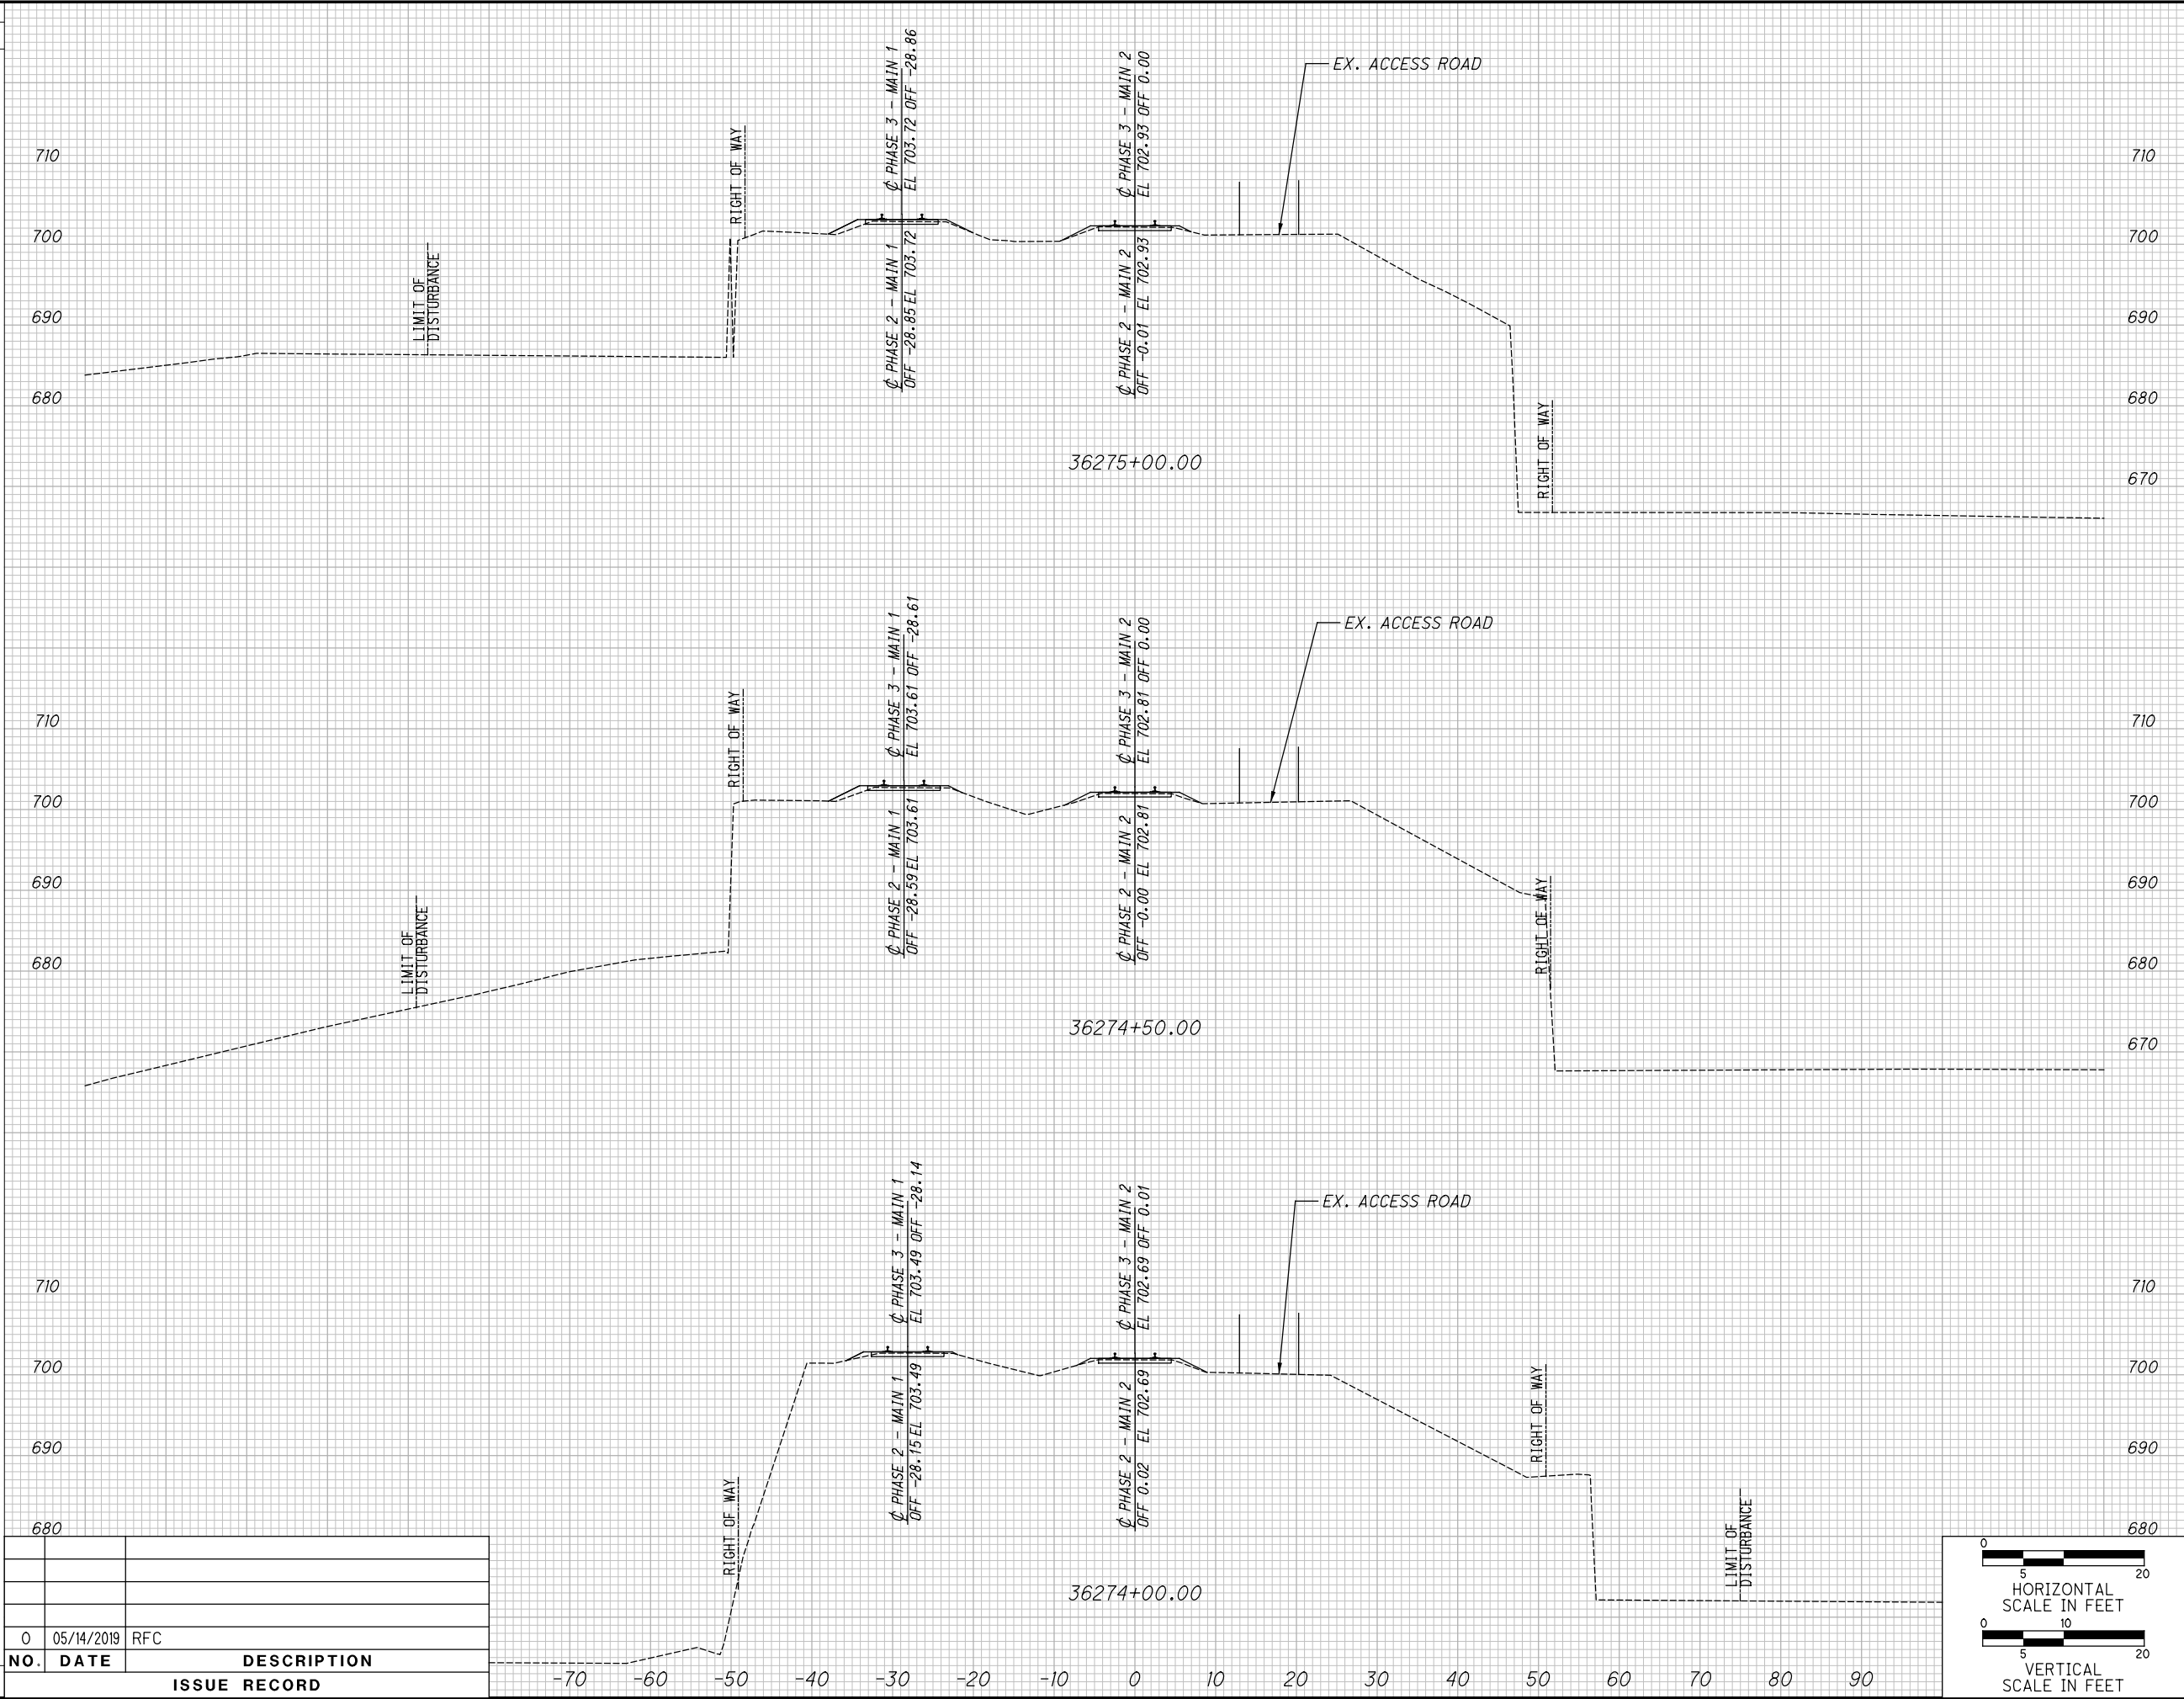 ℄ PHASE 3 - MAIN 1
EL 703.72 OFF -28.86
℄ PHASE 3 - MAIN 2
EL 702.93 OFF 0.00
EX. ACCESS ROAD
RIGHT OF WAY
710
710
700
700
LIMIT OF
DISTURBANCE
℄ PHASE 2 - MAIN 1
OFF -28.85 EL 703.72
℄ PHASE 2 - MAIN 2
OFF -0.01 EL 702.93
690
690
680
680
RIGHT OF WAY
36275+00.00
670
℄ PHASE 3 - MAIN 1
EL 703.61 OFF -28.61
℄ PHASE 3 - MAIN 2
EL 702.81 OFF 0.00
EX. ACCESS ROAD
RIGHT OF WAY
710
710
700
700
℄ PHASE 2 - MAIN 1
OFF -28.59 EL 703.61
℄ PHASE 2 - MAIN 2
OFF -0.00 EL 702.81
690
690
RIGHT OF WAY
LIMIT OF
DISTURBANCE
680
680
36274+50.00
670
℄ PHASE 3 - MAIN 1
EL 703.49 OFF -28.14
℄ PHASE 3 - MAIN 2
EL 702.69 OFF 0.01
EX. ACCESS ROAD
710
710
700
700
℄ PHASE 2 - MAIN 1
OFF -28.15 EL 703.49
℄ PHASE 2 - MAIN 2
OFF 0.02 EL 702.69
RIGHT OF WAY
690
690
RIGHT OF WAY
LIMIT OF
DISTURBANCE
680
680
36274+00.00
0 05/14/2019 RFC
NO. DATE DESCRIPTION
ISSUE RECORD
-70 -60 -50 -40 -30 -20 -10 0 10 20 30 40 50 60 70 80 90
0
5 20
HORIZONTAL
SCALE IN FEET
0 10
5 20
VERTICAL
SCALE IN FEET